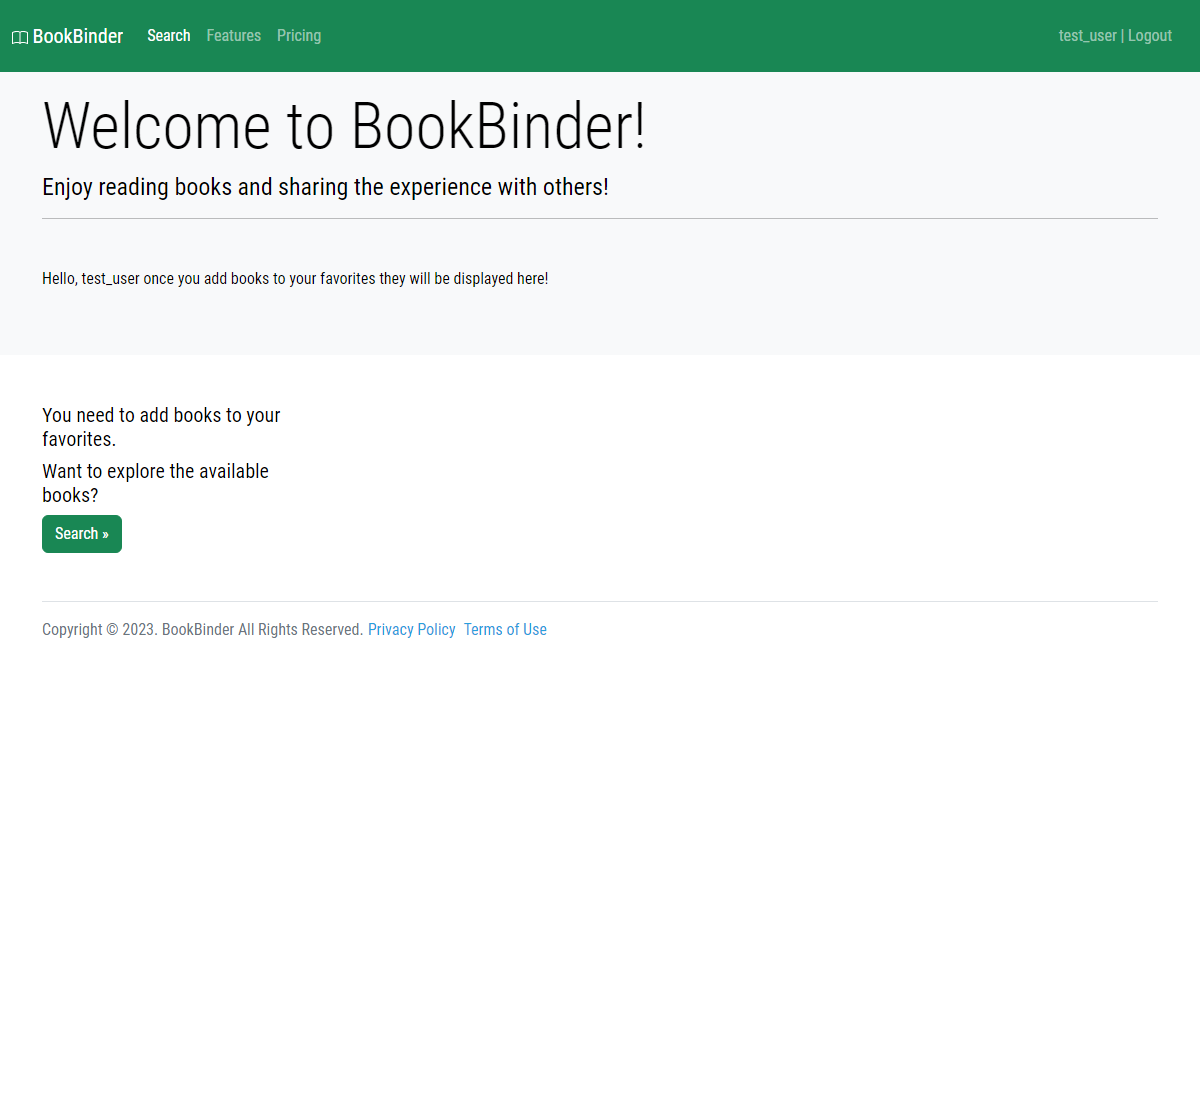 BookBinder Search Features Pricing test_user | Logout
Welcome to BookBinder!
Enjoy reading books and sharing the experience with others!
Hello, test_user once you add books to your favorites they will be displayed here!
You need to add books to your
favorites.
Want to explore the available
books?
Search »
Copyright © 2023. BookBinder All Rights Reserved. Privacy Policy Terms of Use